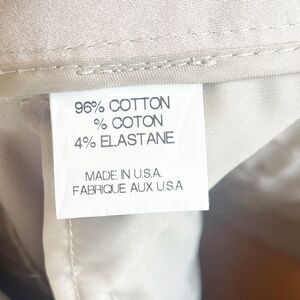 96% COTTON
% COTON
4% ELASTANE
MADE IN U.S.A.
FABRIQUE AUX U.S.A